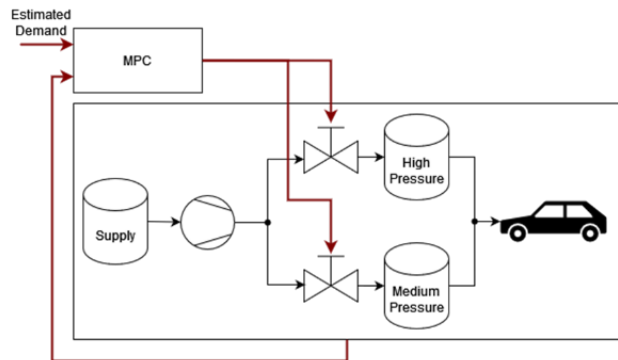 Estimated
Demand
MPC
High
Pressure
Supply
Medium
Pressure